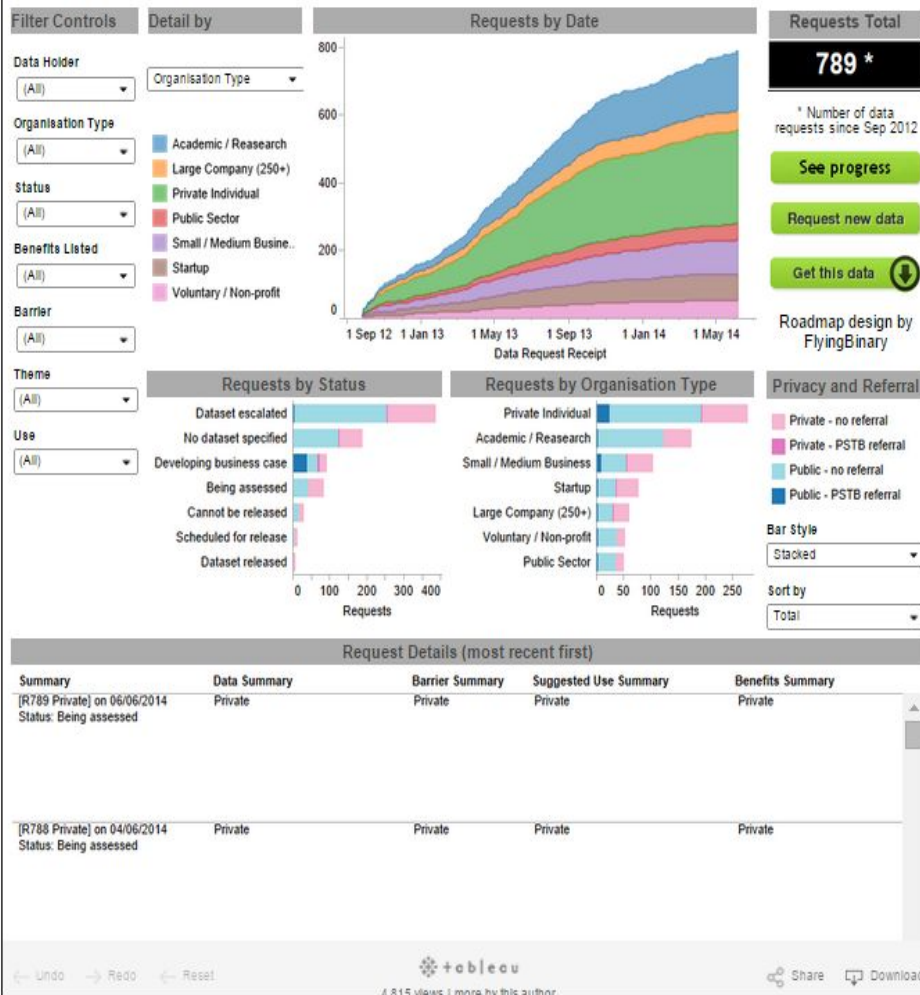 Filter Controls
Detail by
Requests by Date
Requests Total
Data Holder
(All)
Organisation Type
(All)
Status
(All)
Benefits Listed
(All)
Barrier
(All)
Theme
(All)
Use
(All)
Organisation Type
Academic / Reasearch
Large Company (250+)
Private Individual
Public Sector
Small / Medium Busine..
Startup
Voluntary / Non-profit
800
600
400
200
0
1 Sep 12 1 Jan 13 1 May 13 1 Sep 13 1 Jan 14 1 May 14
Data Request Receipt
789 *
* Number of data
requests since Sep 2012
See progress
Request new data
Get this data
Roadmap design by
FlyingBinary
Requests by Status
Dataset escalated
No dataset specified
Developing business case
Being assessed
Cannot be released
Scheduled for release
Dataset released
0 100 200 300 400
Requests
Requests by Organisation Type
Private Individual
Academic / Reasearch
Small / Medium Business
Startup
Large Company (250+)
Voluntary / Non-profit
Public Sector
0 50 100 150 200 250
Requests
Privacy and Referral
Private - no referral
Private - PSTB referral
Public - no referral
Public - PSTB referral
Bar Style
Stacked
Sort by
Total
Request Details (most recent first)
Summary Data Summary Barrier Summary Suggested Use Summary Benefits Summary
[R789 Private] on 06/06/2014 Private Private Private Private
Status: Being assessed
[R788 Private] on 04/06/2014 Private Private Private Private
Status: Being assessed
Undo Redo Reset
tableau
4,815 views | more by this author
Share Download